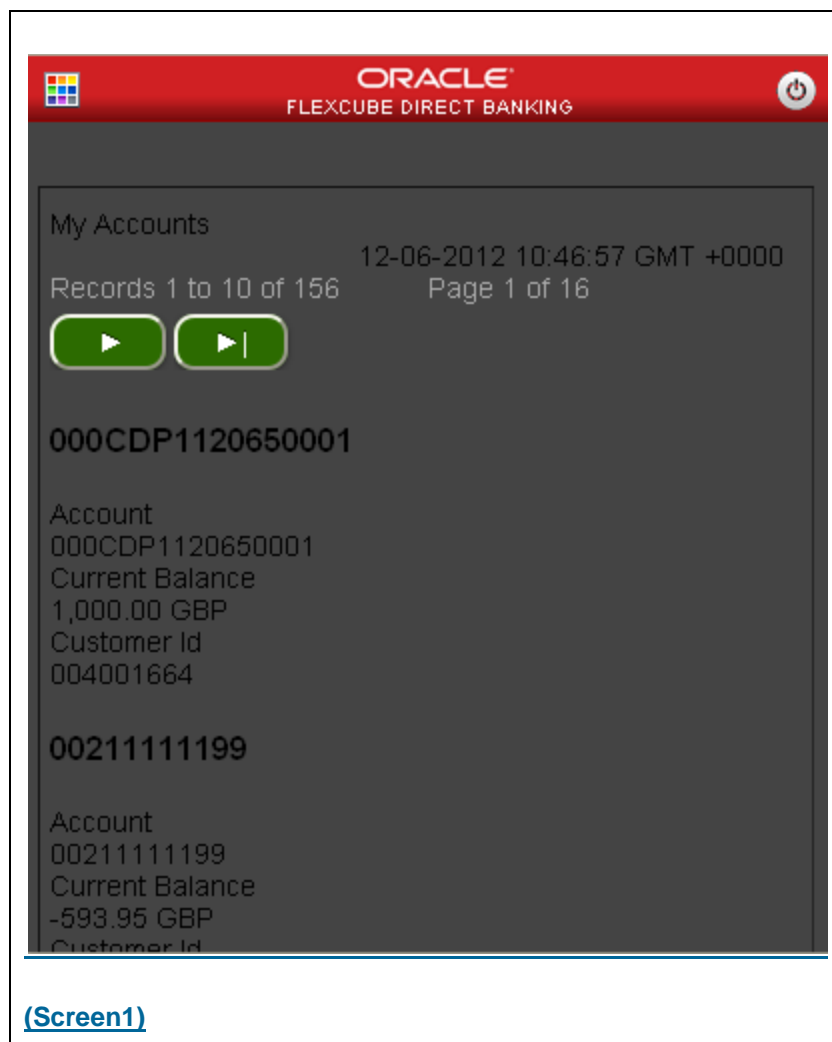 ORACLE
FLEXCUBE DIRECT BANKING
My Accounts
12-06-2012 10:46:57 GMT +0000
Records 1 to 10 of 156 Page 1 of 16
000CDP1120650001
Account
000CDP1120650001
Current Balance
1,000.00 GBP
Customer Id
004001664
00211111199
Account
00211111199
Current Balance
-593.95 GBP
Customer Id
(Screen1)